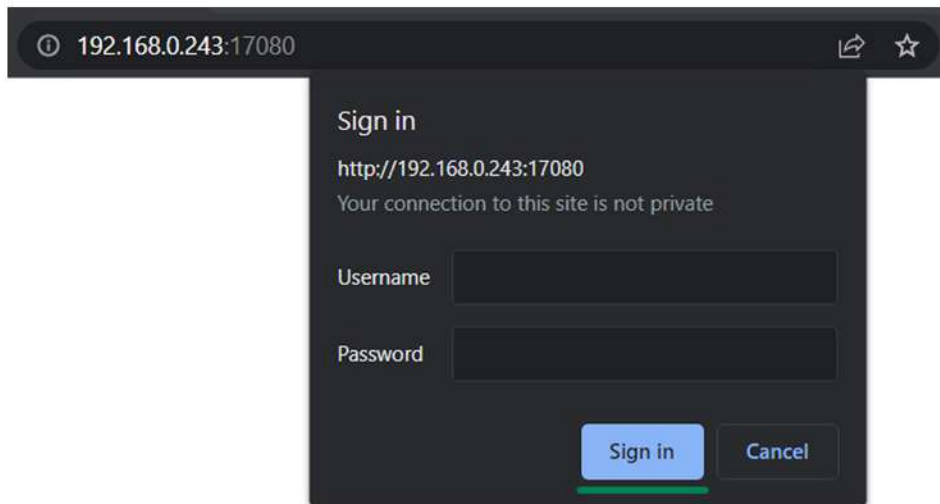 192.168.0.243:17080
Sign in
http://192.168.0.243:17080
Your connection to this site is not private
Username
Password
Sign in Cancel